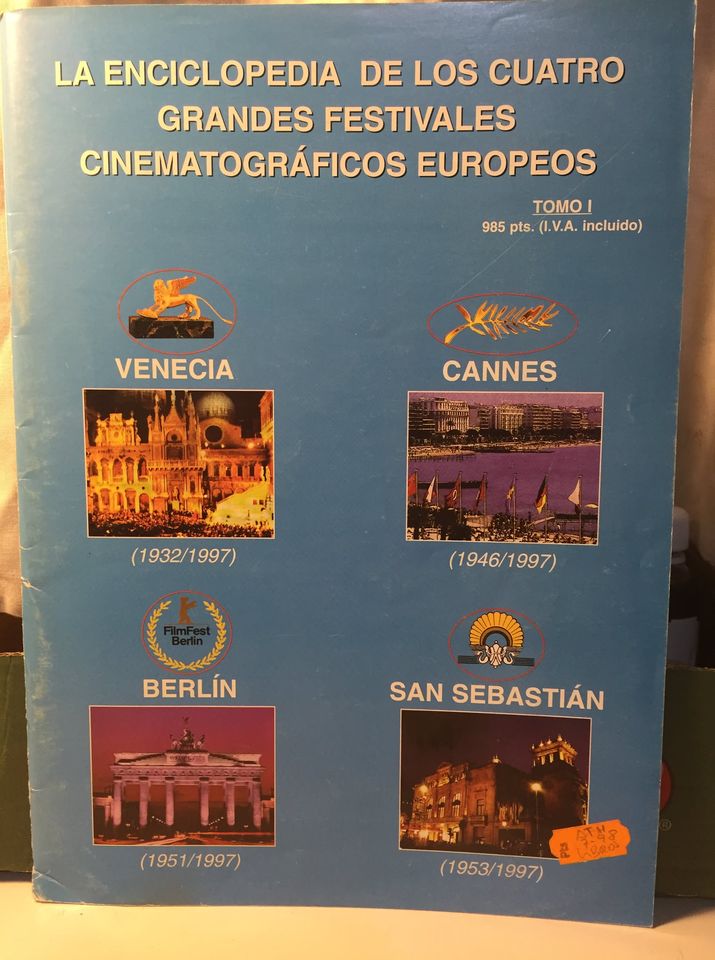 LA ENCICLOPEDIA DE LOS CUATRO
GRANDES FESTIVALES
CINEMATOGRÁFICOS EUROPEOS
TOMO I
985 pts. (I.V.A. incluido)
VENECIA
CANNES
(1932/1997)
(1946/1997)
FilmFest
Berlin
BERLÍN
SAN SEBASTIÁN
(1951/1997)
(1953/1997)
pts
®